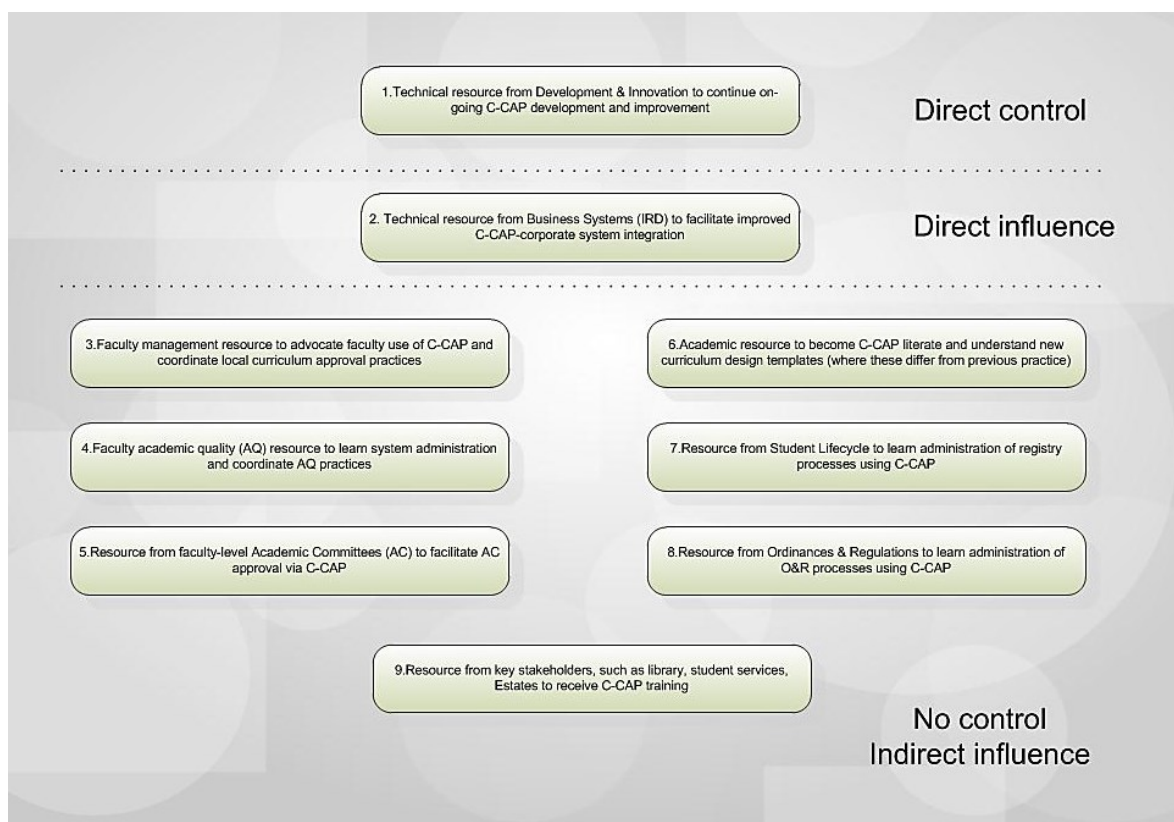 1.Technical resource from Development & Innovation to continue on-
going C-CAP development and improvement
Direct control
2. Technical resource from Business Systems (IRD) to facilitate improved
C-CAP-corporate system integration
Direct influence
3.Faculty management resource to advocate faculty use of C-CAP and
coordinate local curriculum approval practices
6.Academic resource to become C-CAP literate and understand new
curriculum design templates (where these differ from previous practice)
4.Faculty academic quality (AQ) resource to learn system administration
and coordinate AQ practices
7.Resource from Student Lifecycle to learn administration of registry
processes using C-CAP
5.Resource from faculty-level Academic Committees (AC) to facilitate AC
approval via C-CAP
8.Resource from Ordinances & Regulations to learn administration of
O&R processes using C-CAP
9.Resource from key stakeholders, such as library, student services,
Estates to receive C-CAP training
No control
Indirect influence